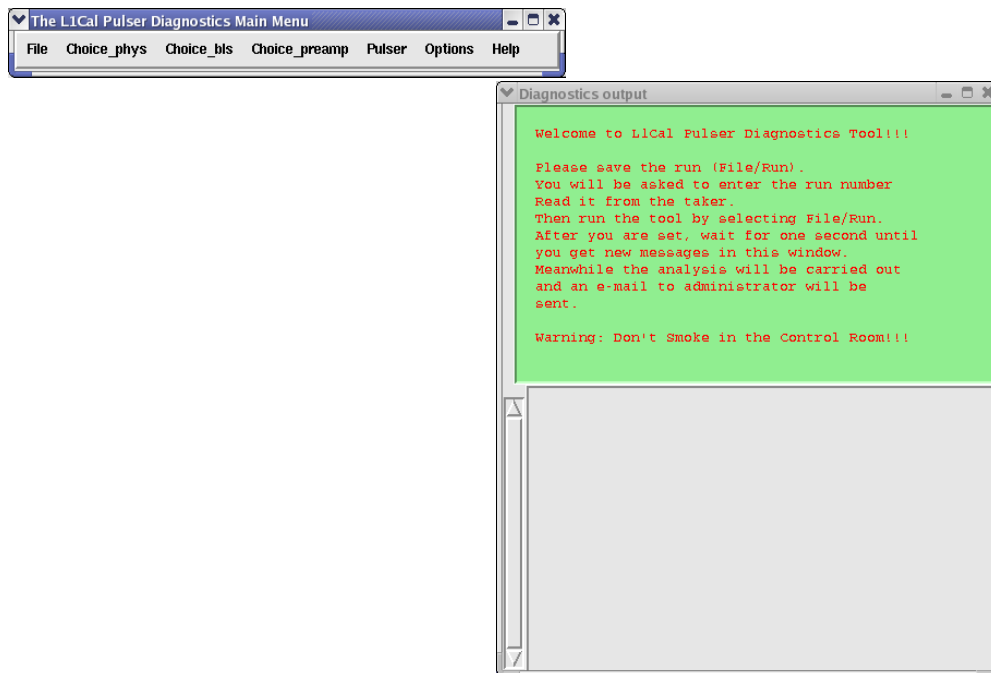 The L1Cal Pulser Diagnostics Main Menu
File Choice_phys Choice_bls Choice_preamp Pulser Options Help
Diagnostics output
Welcome to L1Cal Pulser Diagnostics Tool!!!
Please save the run (File/Run).
You will be asked to enter the run number
Read it from the taker.
Then run the tool by selecting File/Run.
After you are set, wait for one second until
you get new messages in this window.
Meanwhile the analysis will be carried out
and an e-mail to administrator will be
sent.
Warning: Don't Smoke in the Control Room!!!